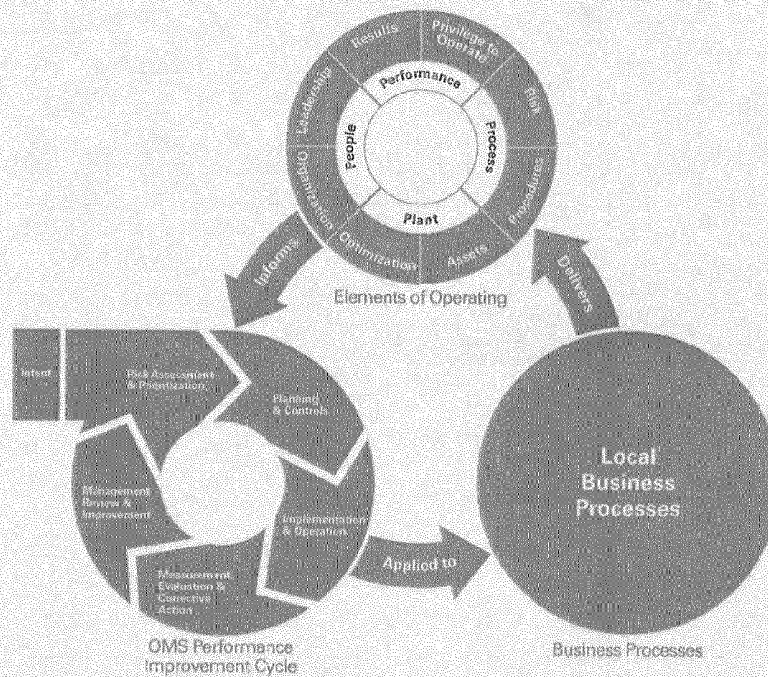 Results
Privilege to
Operate
Leadership
Performance
Plan
People
Process
Organization
Procedures
Plant
Optimization
Assets
Informs
Delivers
Elements of Operating
Intent
Risk Assessment
& Prioritization
Planning
& Controls
Local
Business
Processes
Management
Review &
Improvement
Implementation
& Operation
Applied to
Measurement,
Evaluation &
Corrective
Action
OMS Performance
Improvement Cycle
Business Processes